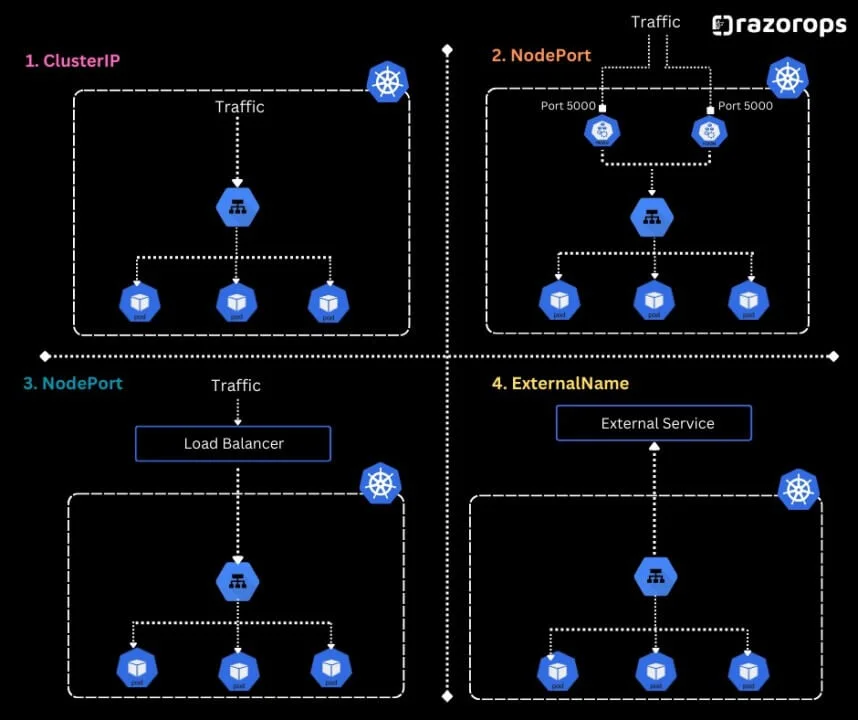 razorops
1. ClusterIP
Traffic
pod
pod
pod
2. NodePort
Traffic
Port 5000
Port 5000
node
node
pod
pod
pod
3. NodePort
Traffic
Load Balancer
pod
pod
pod
4. ExternalName
External Service
pod
pod
pod